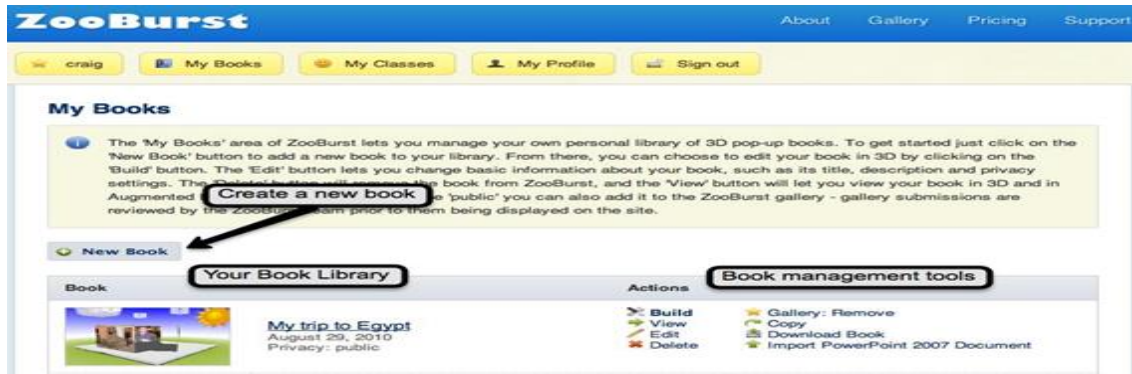 ZooBurst
About Gallery Pricing Support
craig My Books My Classes My Profile Sign out
My Books
The 'My Books' area of ZooBurst lets you manage your own personal library of 3D pop-up books. To get started just click on the
'New Book' button to add a new book to your library. From there, you can choose to edit your book in 3D by clicking on the
'Build' button. The 'Edit' button lets you change basic information about your book, such as its title, description and privacy
settings. The 'Delete' button will remove the book from ZooBurst, and the 'View' button will let you view your book in 3D and in
Augmented 'public' you can also add it to the ZooBurst gallery - gallery submissions are
reviewed by the ZooBurst team prior to them being displayed on the site.
Create a new book
New Book
Your Book Library
Book management tools
Book Actions
My trip to Egypt
August 29, 2010
Privacy: public
Build
View
Edit
Delete
Gallery: Remove
Copy
Download Book
Import PowerPoint 2007 Document